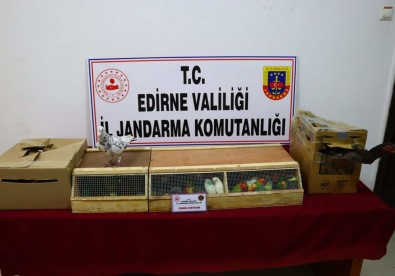 T.C.
EDİRNE VALİLİĞİ
İL JANDARMA KOMUTANLIĞI